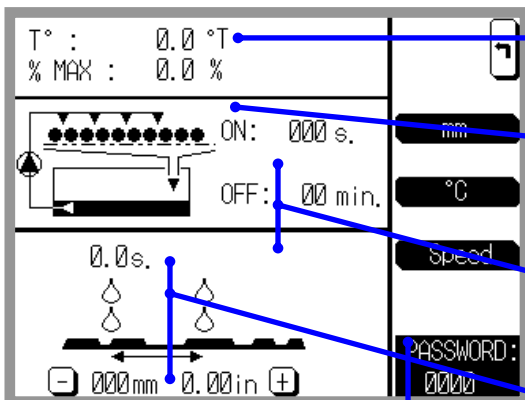 T° : 0.0 °T
% MAX : 0.0 %
ON: 000 s.
OFF: 00 min.
0.0s.
- 000mm 0.00in +
mm
°C
Speed
PASSWORD:
0000